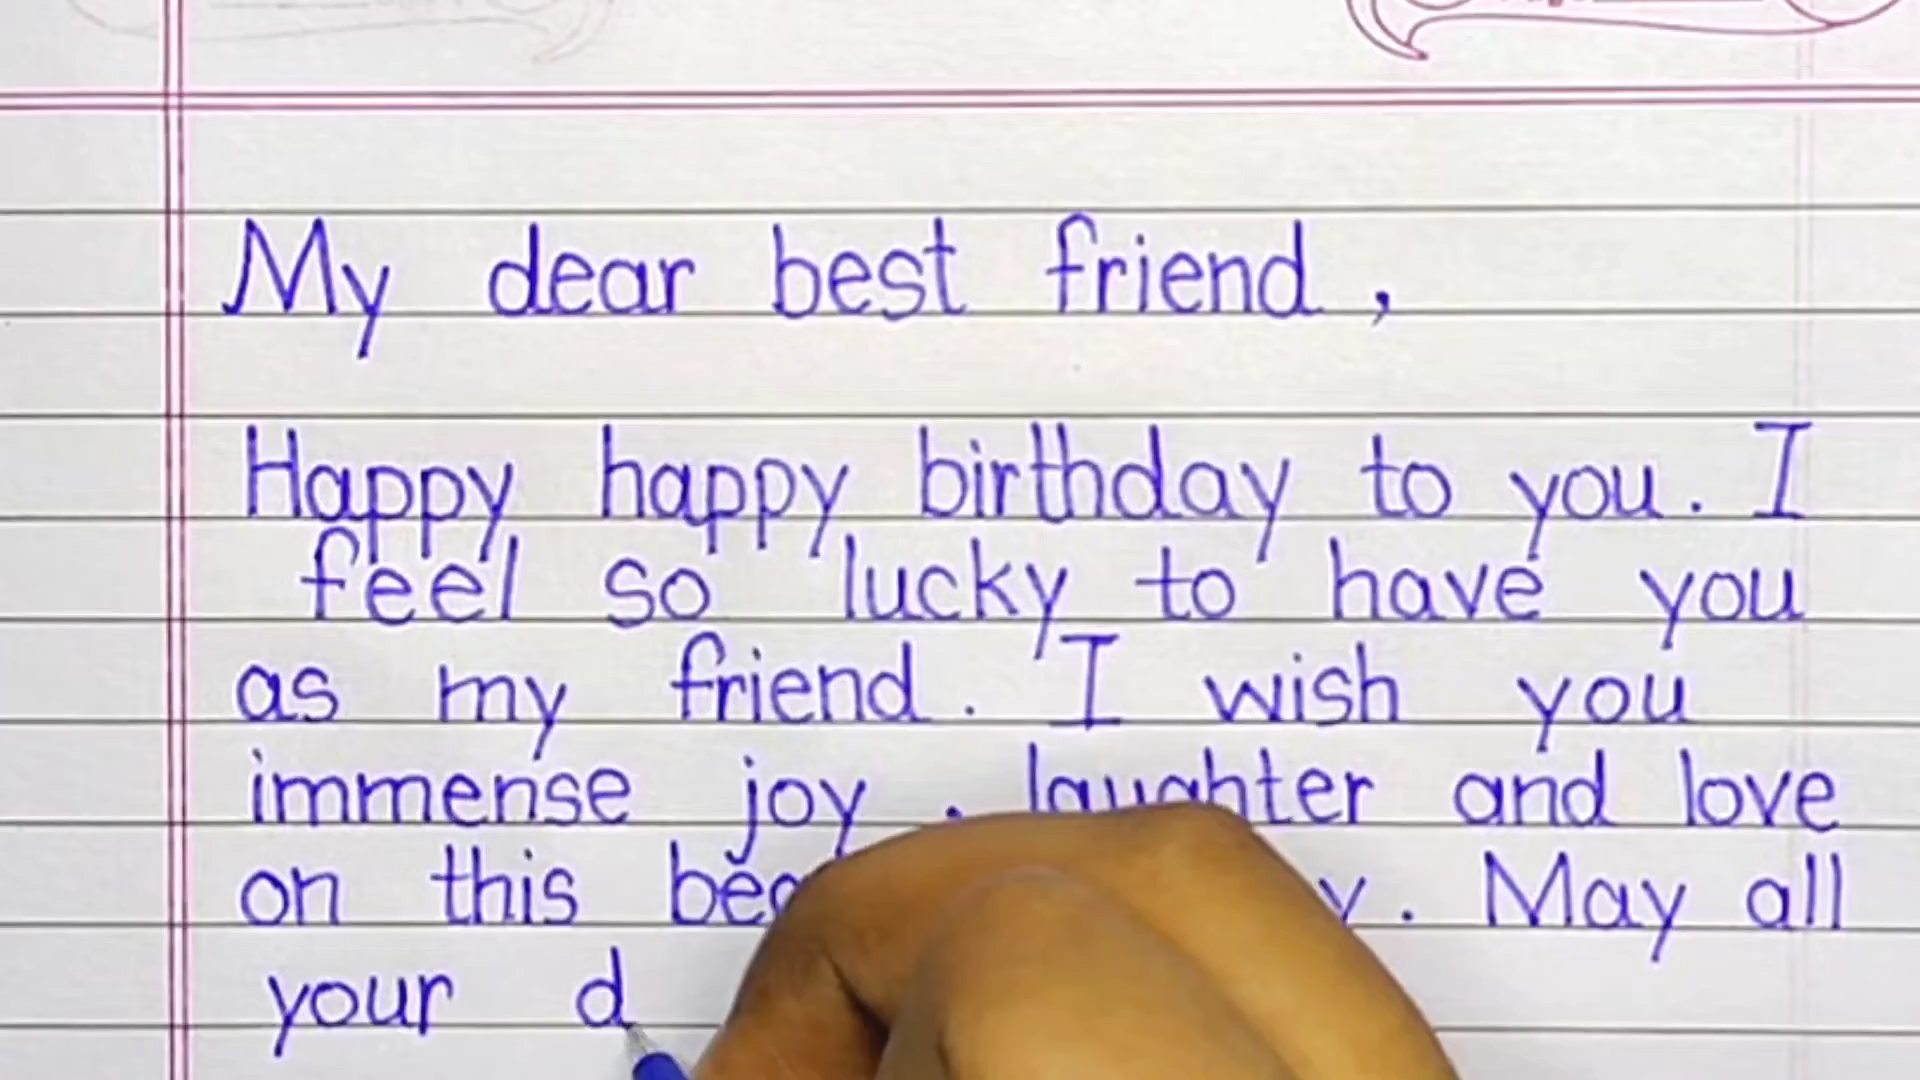 My dear best friend,
Happy happy birthday to you. I
feel so lucky to have you
as my friend. I wish you
immense joy, laughter and love
on this . May all
your d